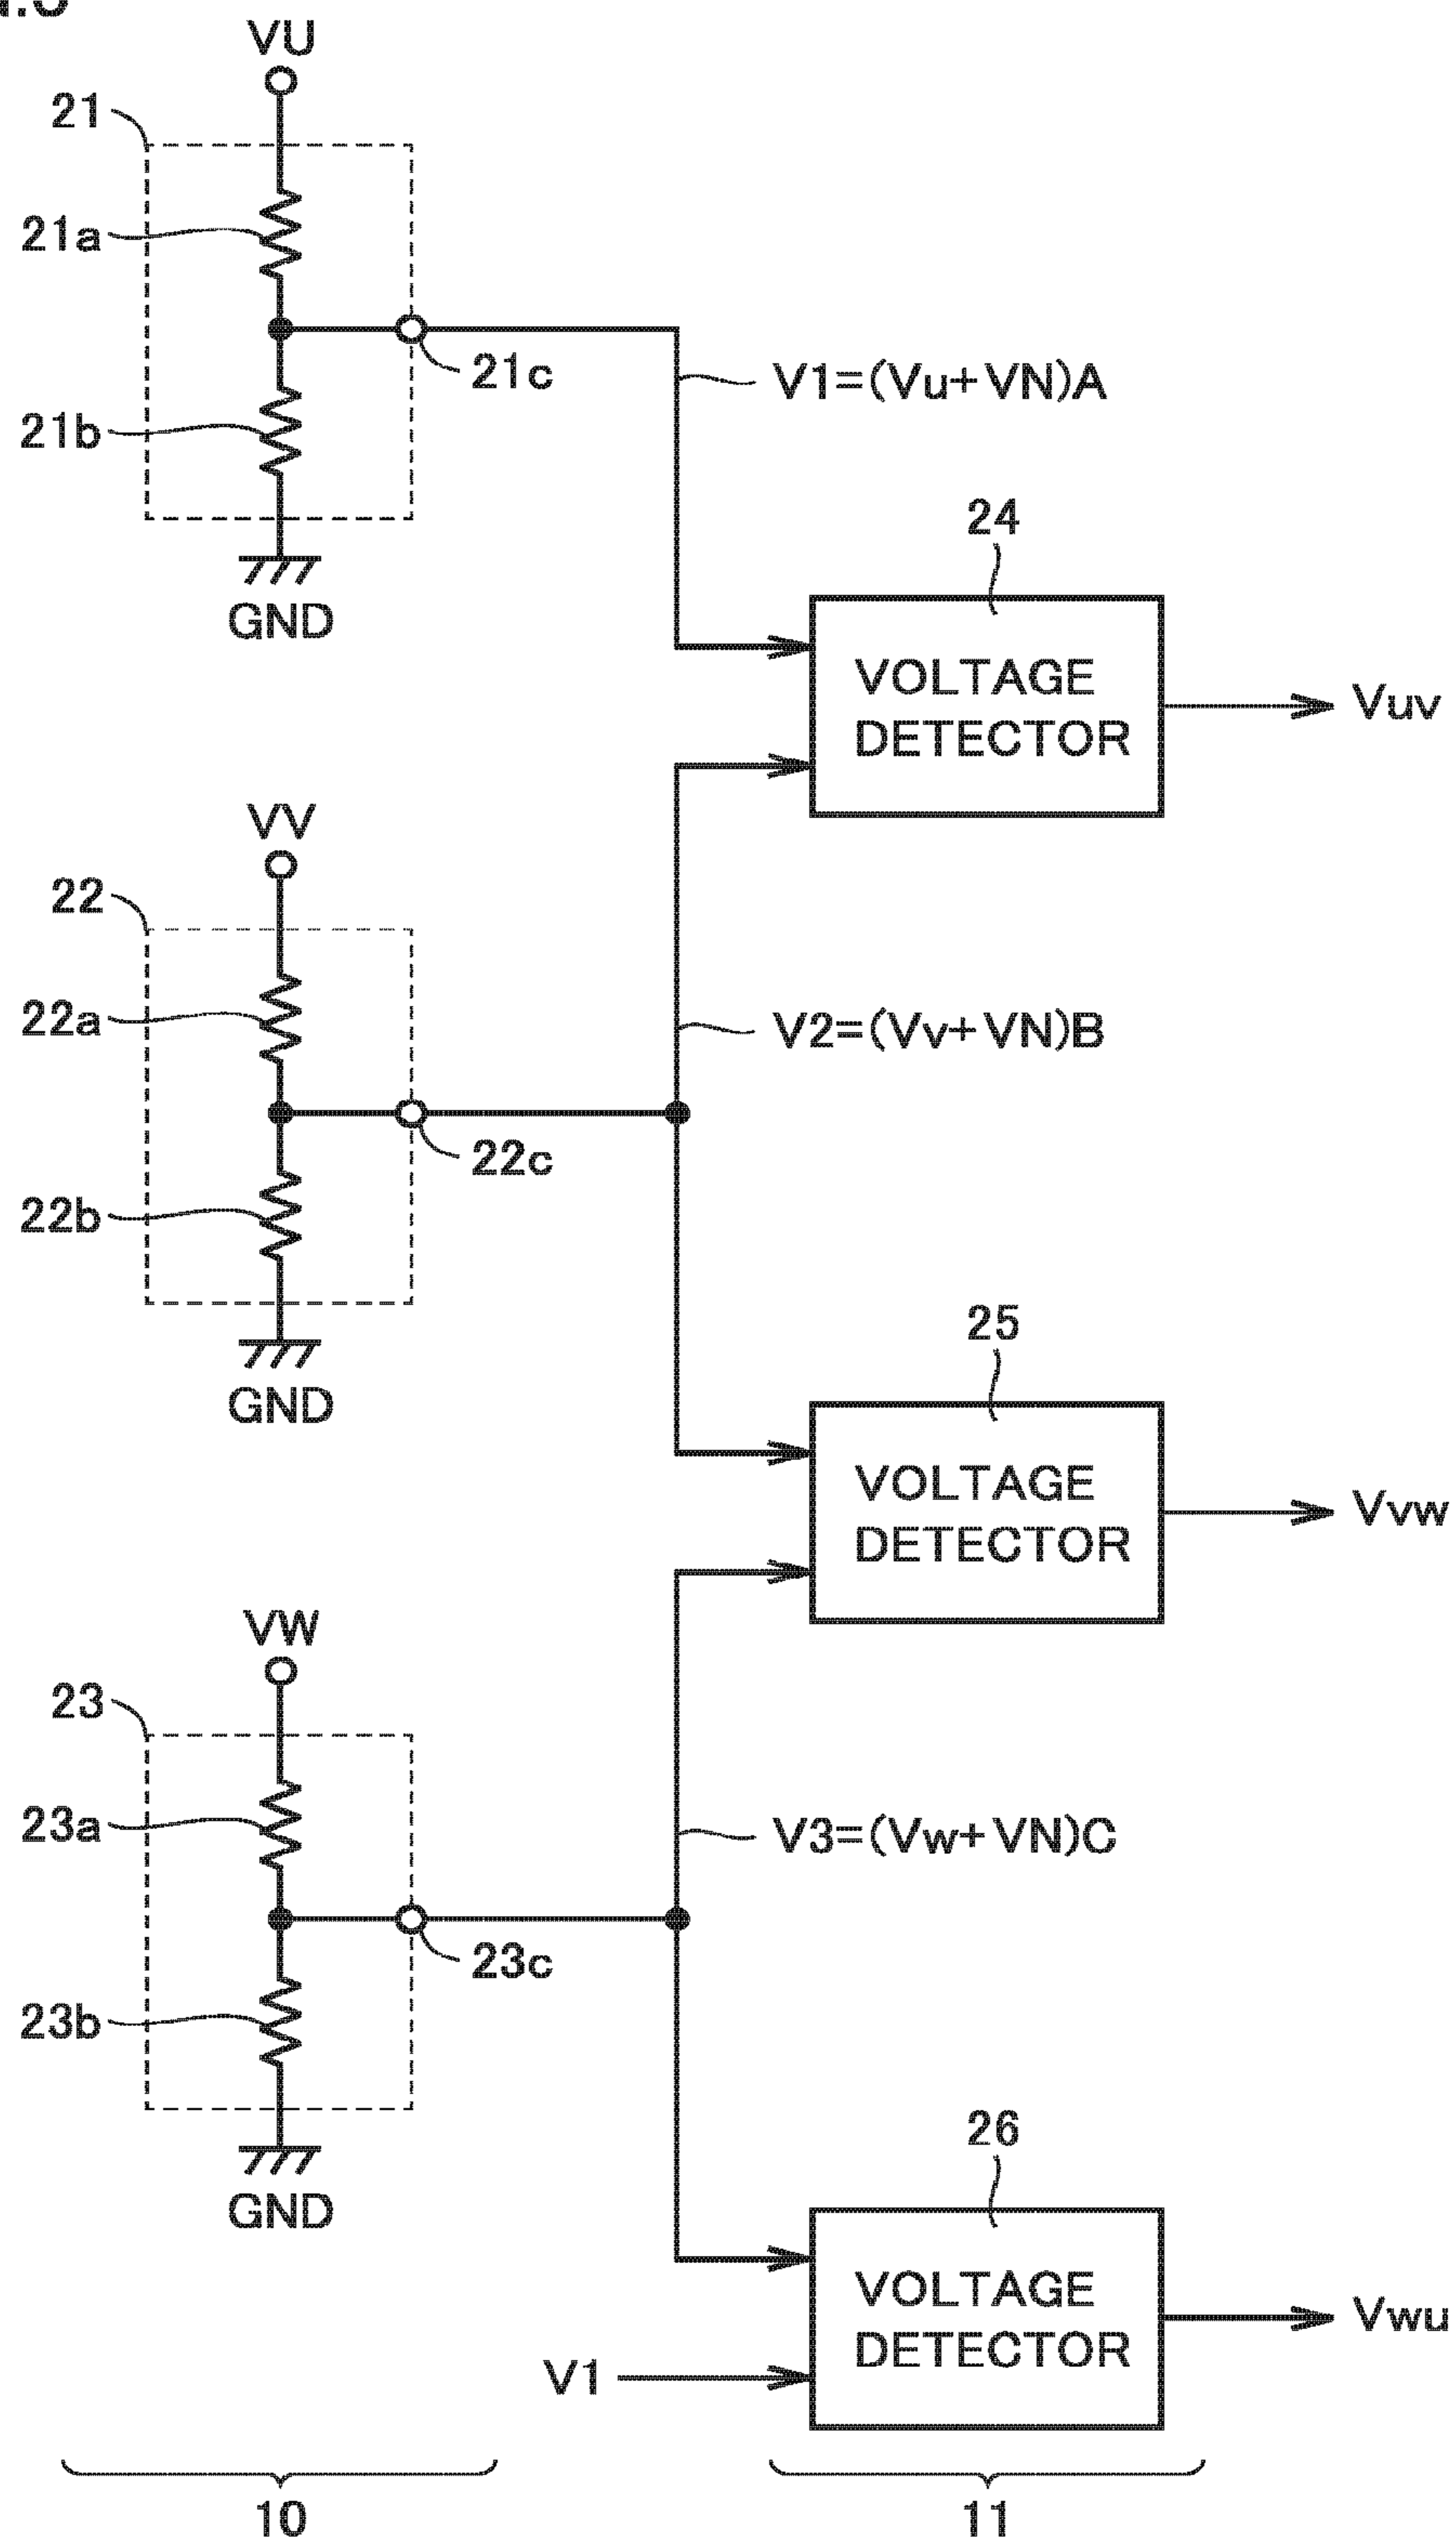 VU
21
21a
21c
V1=(Vu+VN)A
21b
24
GND
VOLTAGE
DETECTOR
Vuv
VV
22
22a
V2=(Vv+VN)B
22c
22b
25
GND
VOLTAGE
DETECTOR
Vvw
VW
23
23a
V3=(Vw+VN)C
23c
23b
26
GND
VOLTAGE
DETECTOR
Vwu
V1
10
11